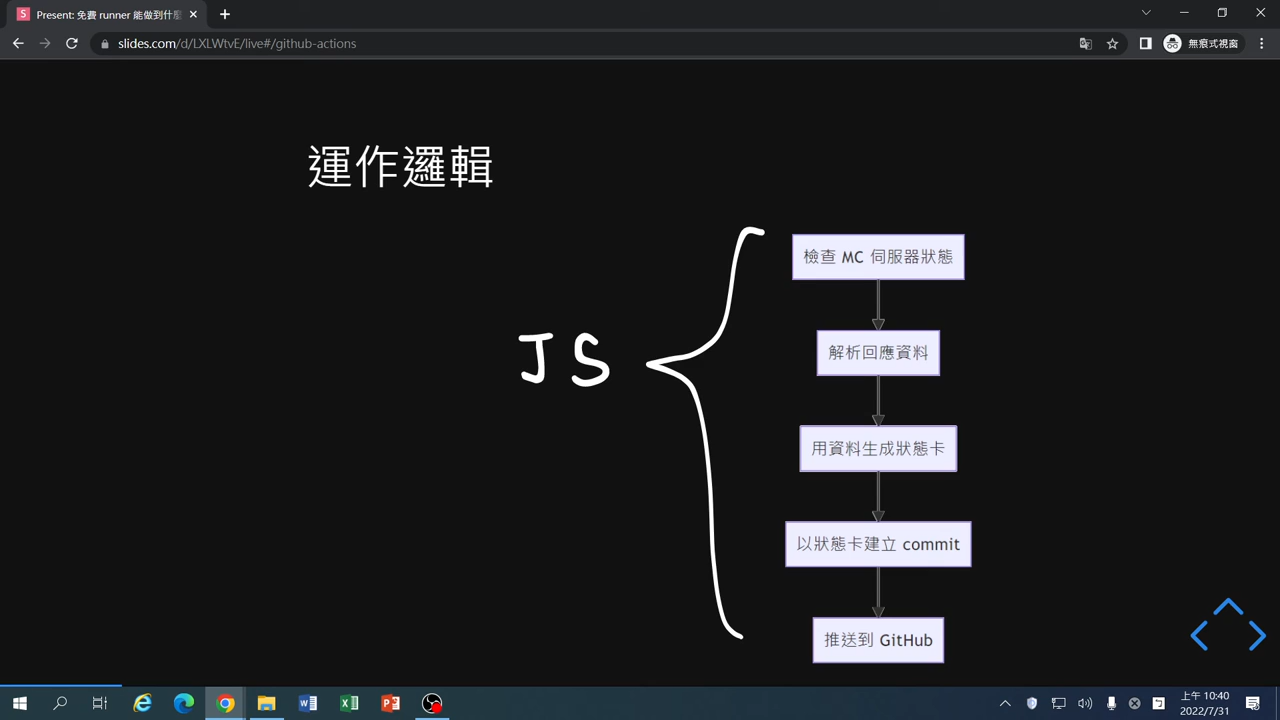 Present: 免費 runner 能做到什麼
slides.com/d/LXLWtvE/live#/github-actions
無痕式視窗
運作邏輯
JS
檢查 MC 伺服器狀態
解析回應資料
用資料生成狀態卡
以狀態卡建立 commit
推送到 GitHub
上午 10:40
2022/7/31